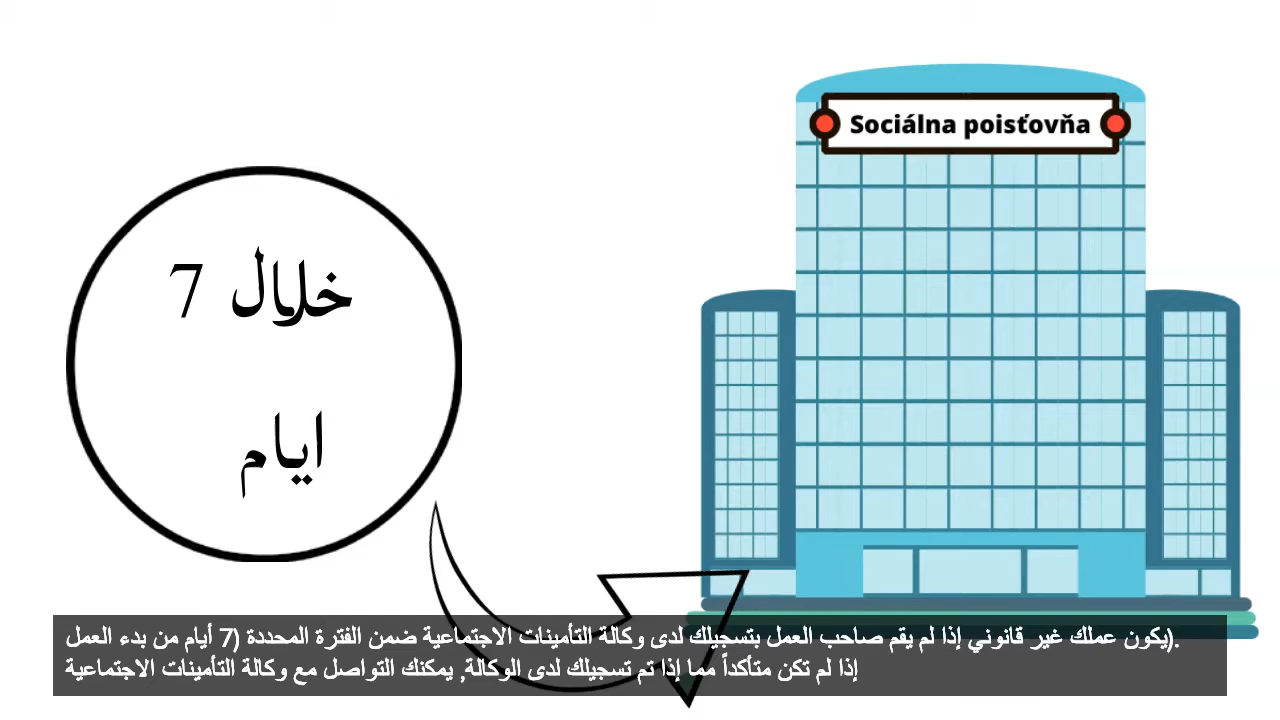 Sociálna poisťovňa
خلال 7
ايام
يكون عملك غير قانوني إذا لم يقم صاحب العمل بتسجيلك لدى وكالة التأمينات الاجتماعية ضمن الفترة المحددة (7 أيام من بدء العمل).
إذا لم تكن متأكداً مما إذا تم تسجيلك لدى الوكالة, يمكنك التواصل مع وكالة التأمينات الاجتماعية